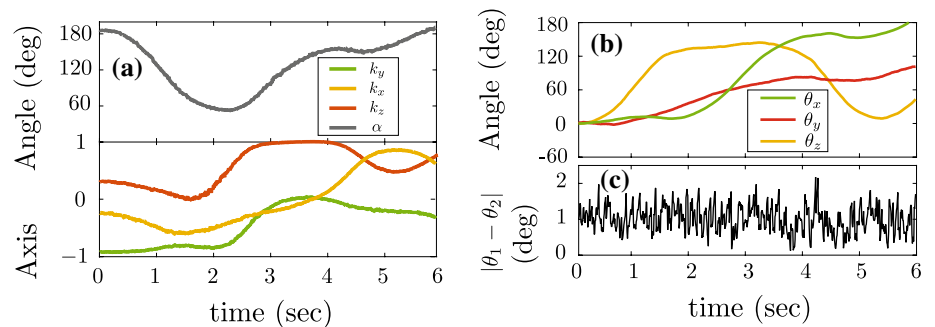 Angle (deg)
180
120
60
(a)
k_y
k_x
k_z
α
Axis
1
0
−1
0
1
2
3
4
5
6
time (sec)
Angle (deg)
180
120
60
0
-60
(b)
θ_x
θ_y
θ_z
|θ_1 − θ_2|
(deg)
2
1
0
(c)
0
1
2
3
4
5
6
time (sec)